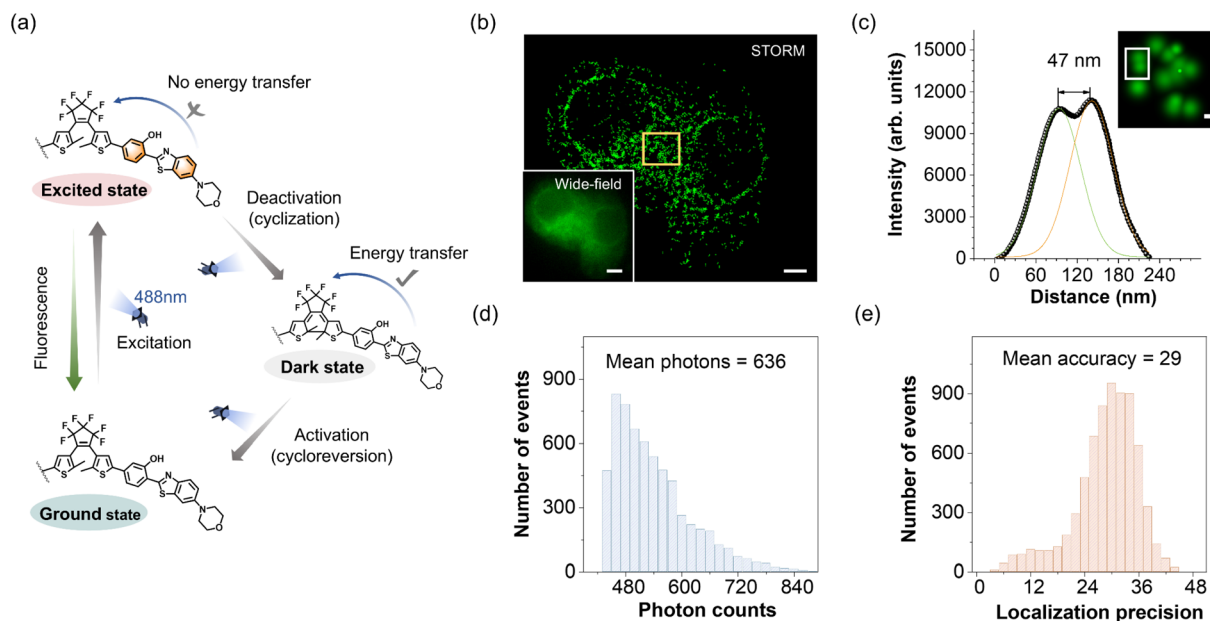 (a)
No energy transfer
F F
F F
F F
OH
N
S
S
S
N
O
Excited state
Deactivation
(cyclization)
Energy transfer
488nm
Fluorescence
Excitation
F F
F F
F F
OH
N
S
S
S
N
O
Dark state
Activation
(cycloreversion)
F F
F F
F F
OH
N
S
S
S
N
O
Ground state
(b)
STORM
Wide-field
(c)
47 nm
15000
12000
9000
6000
3000
0
Intensity (arb. units)
0 60 120 180 240
Distance (nm)
(d)
Mean photons = 636
900
600
300
0
Number of events
480 600 720 840
Photon counts
(e)
Mean accuracy = 29
900
600
300
0
Number of events
0 12 24 36 48
Localization precision